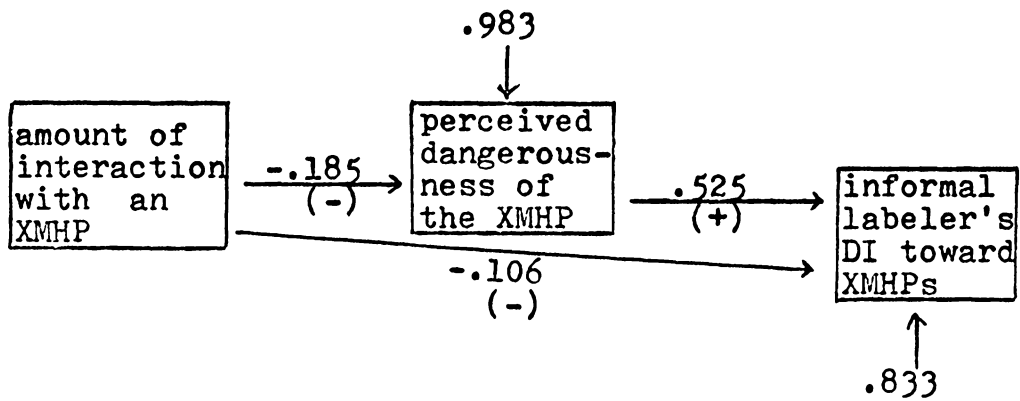 .983
amount of
interaction
with an
XMHP
-.185
(-)
perceived
dangerous-
ness of
the XMHP
.525
(+)
informal
labeler's
DI toward
XMHPs
-.106
(-)
.833